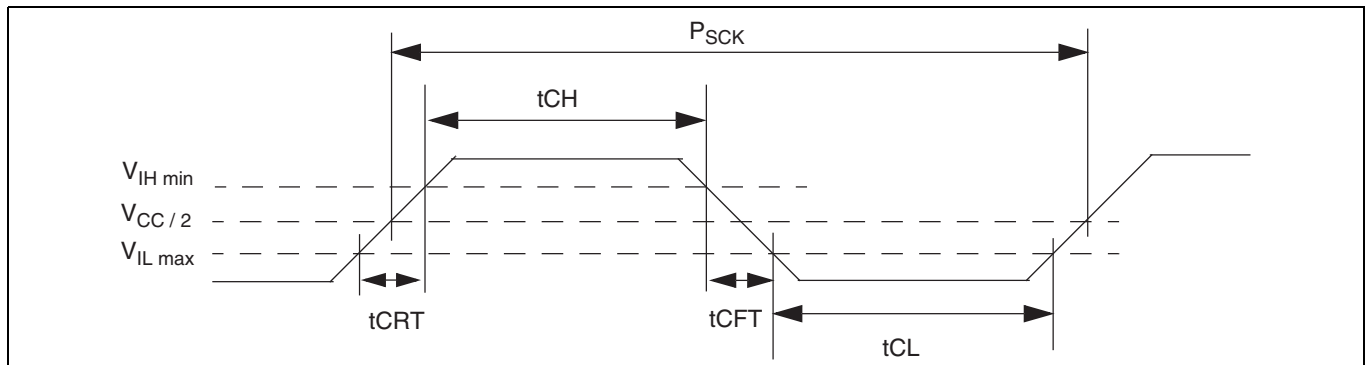 PSCK
tCH
VIH min
VCC / 2
VIL max
tCRT
tCFT
tCL